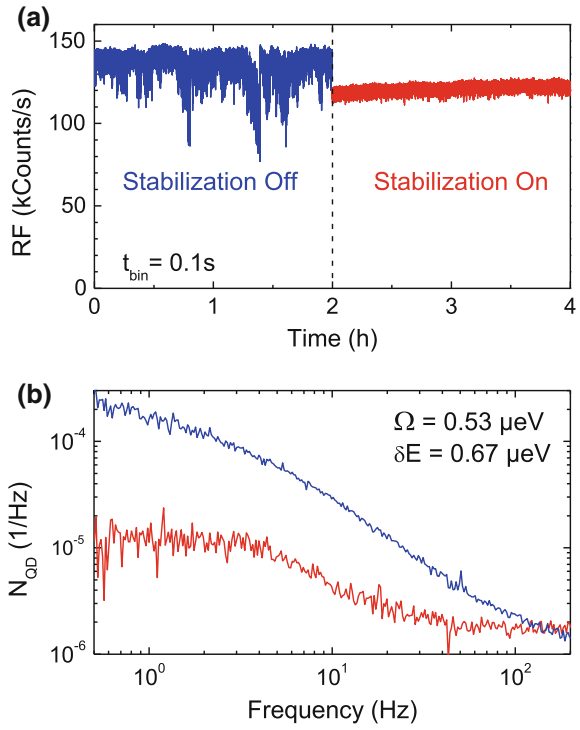 (a)
150
100
50
0
RF (kCounts/s)
Stabilization Off
Stabilization On
t_bin = 0.1s
0 1 2 3 4
Time (h)
(b)
Ω = 0.53 µeV
δE = 0.67 µeV
10^-4
10^-5
10^-6
N_QD (1/Hz)
10^0 10^1 10^2
Frequency (Hz)